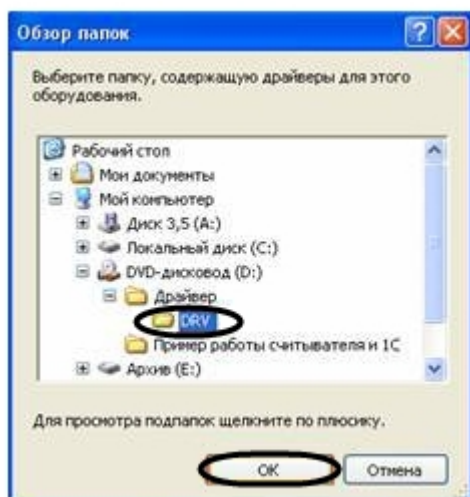 Обзор папок
Выберите папку, содержащую драйверы для этого
оборудования.
Рабочий стол
Мои документы
Мой компьютер
Диск 3,5 (A:)
Локальный диск (C:)
DVD-дисковод (D:)
Драйвер
DRV
Пример работы считывателя и 1С
Архив (E:)
Для просмотра подпапок щелкните по плюсику.
ОК
Отмена